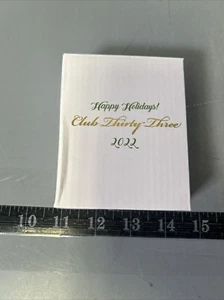 Happy Holidays!
Club Thirty-Three
2022
10 11 12 13 14 15